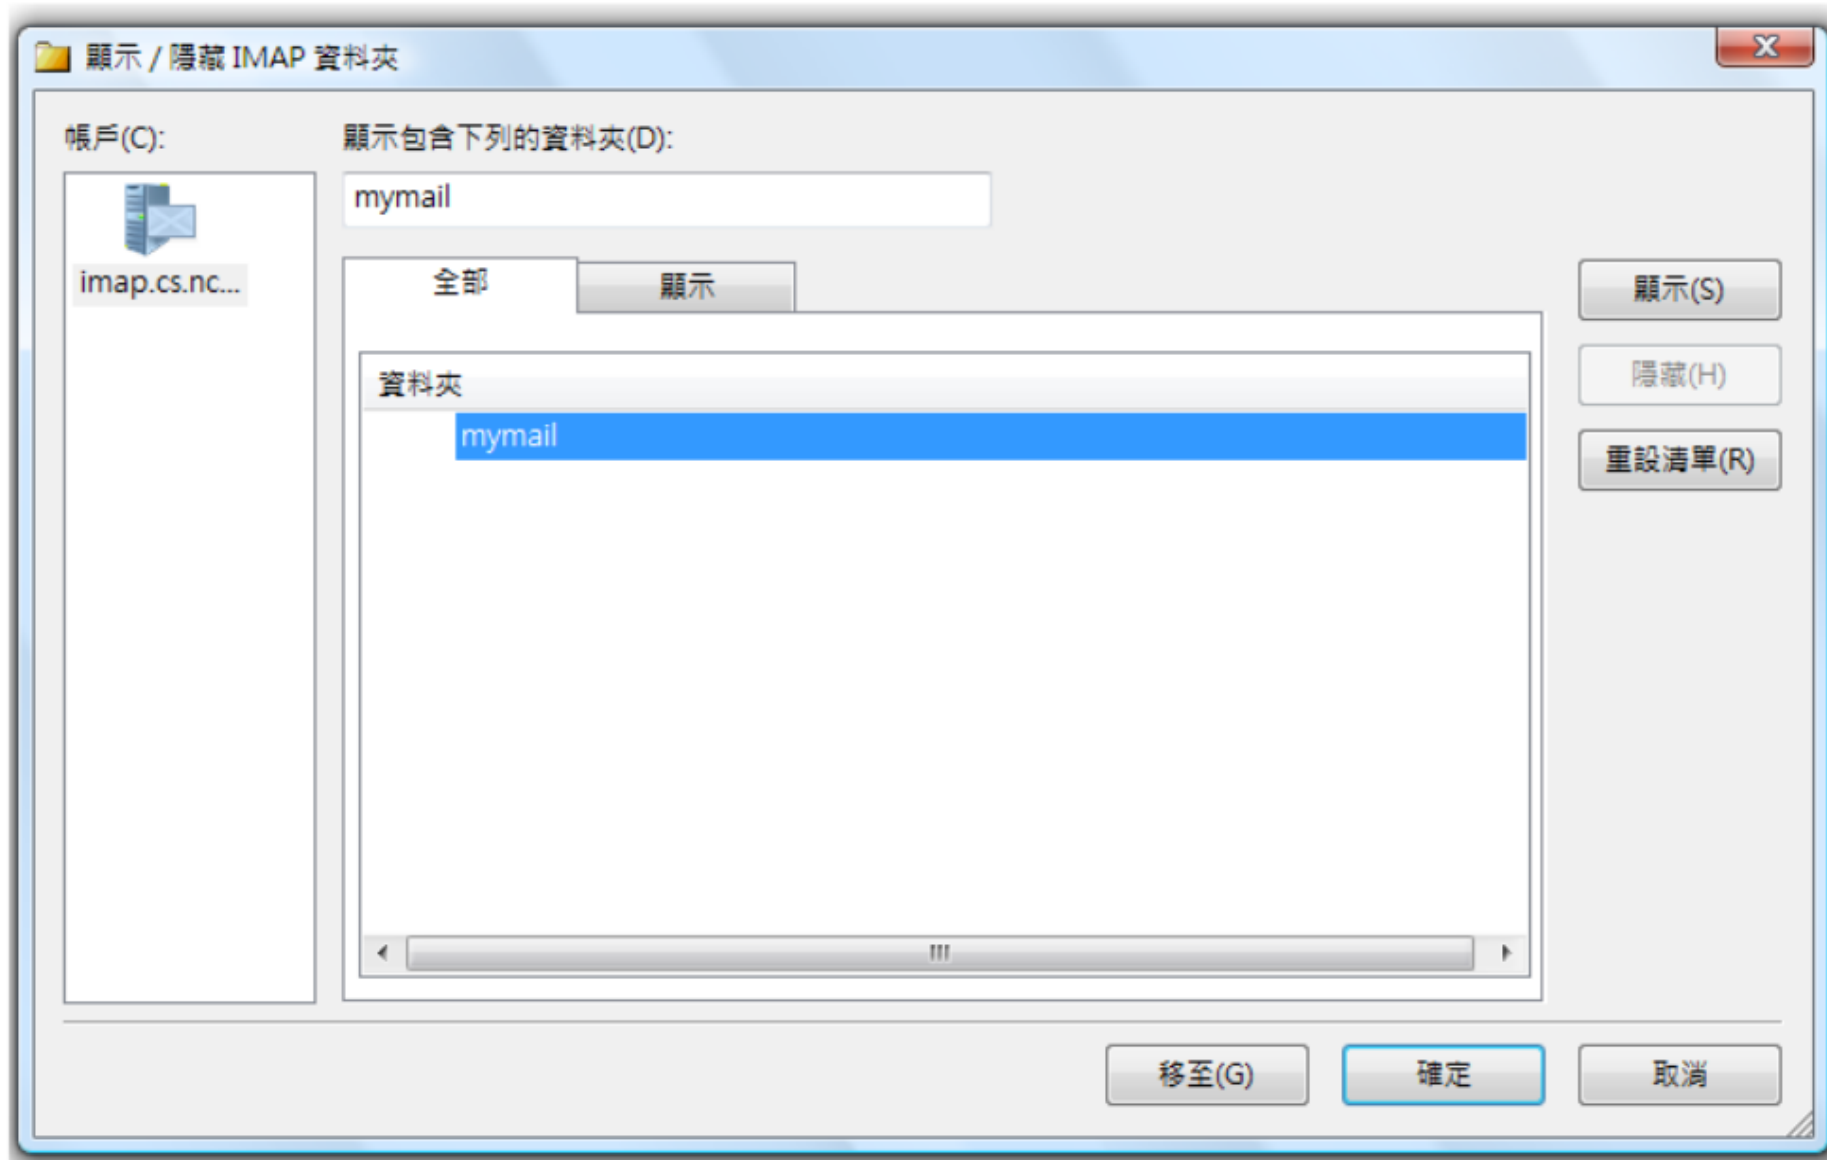 顯示 / 隱藏 IMAP 資料夾
帳戶(C):
顯示包含下列的資料夾(D):
imap.cs.nc...
mymail
全部
顯示
資料夾
mymail
顯示(S)
隱藏(H)
重設清單(R)
移至(G)
確定
取消